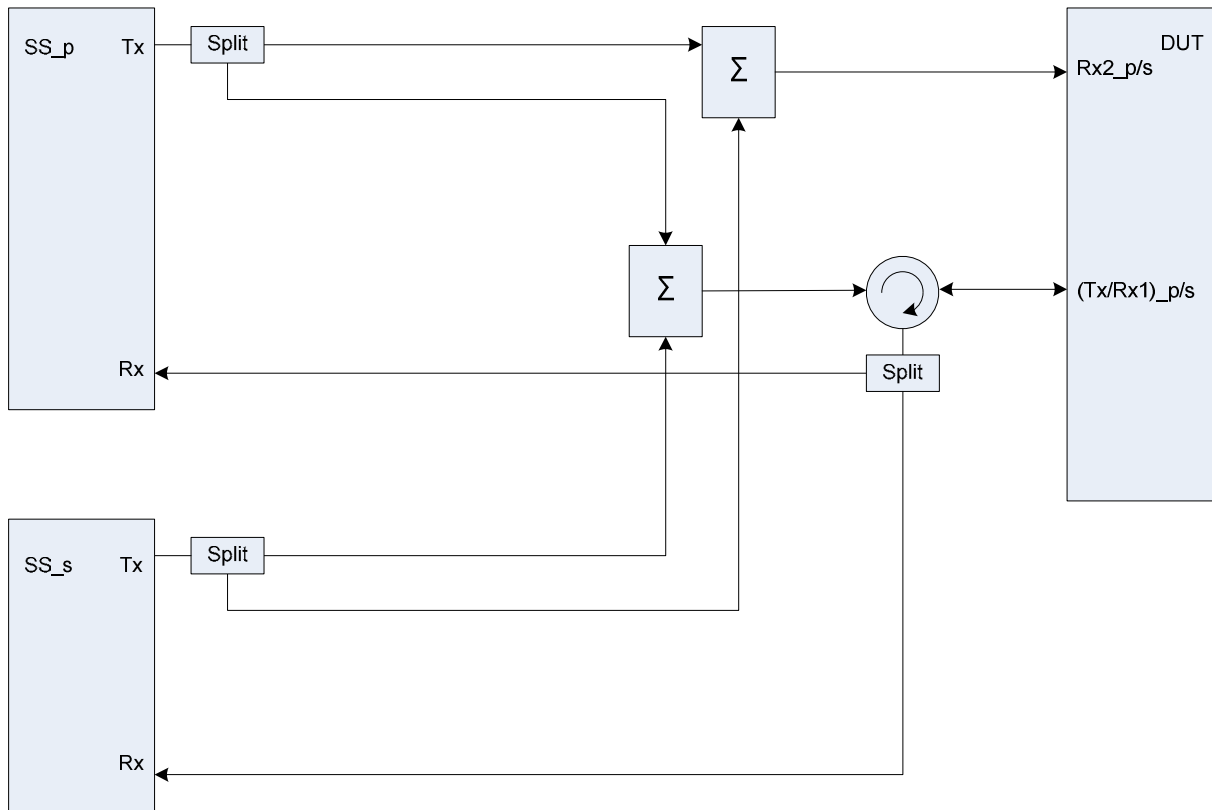 SS_p Tx
Split
Σ
DUT
Rx2_p/s
Σ
(Tx/Rx1)_p/s
Rx
Split
SS_s Tx
Split
Rx